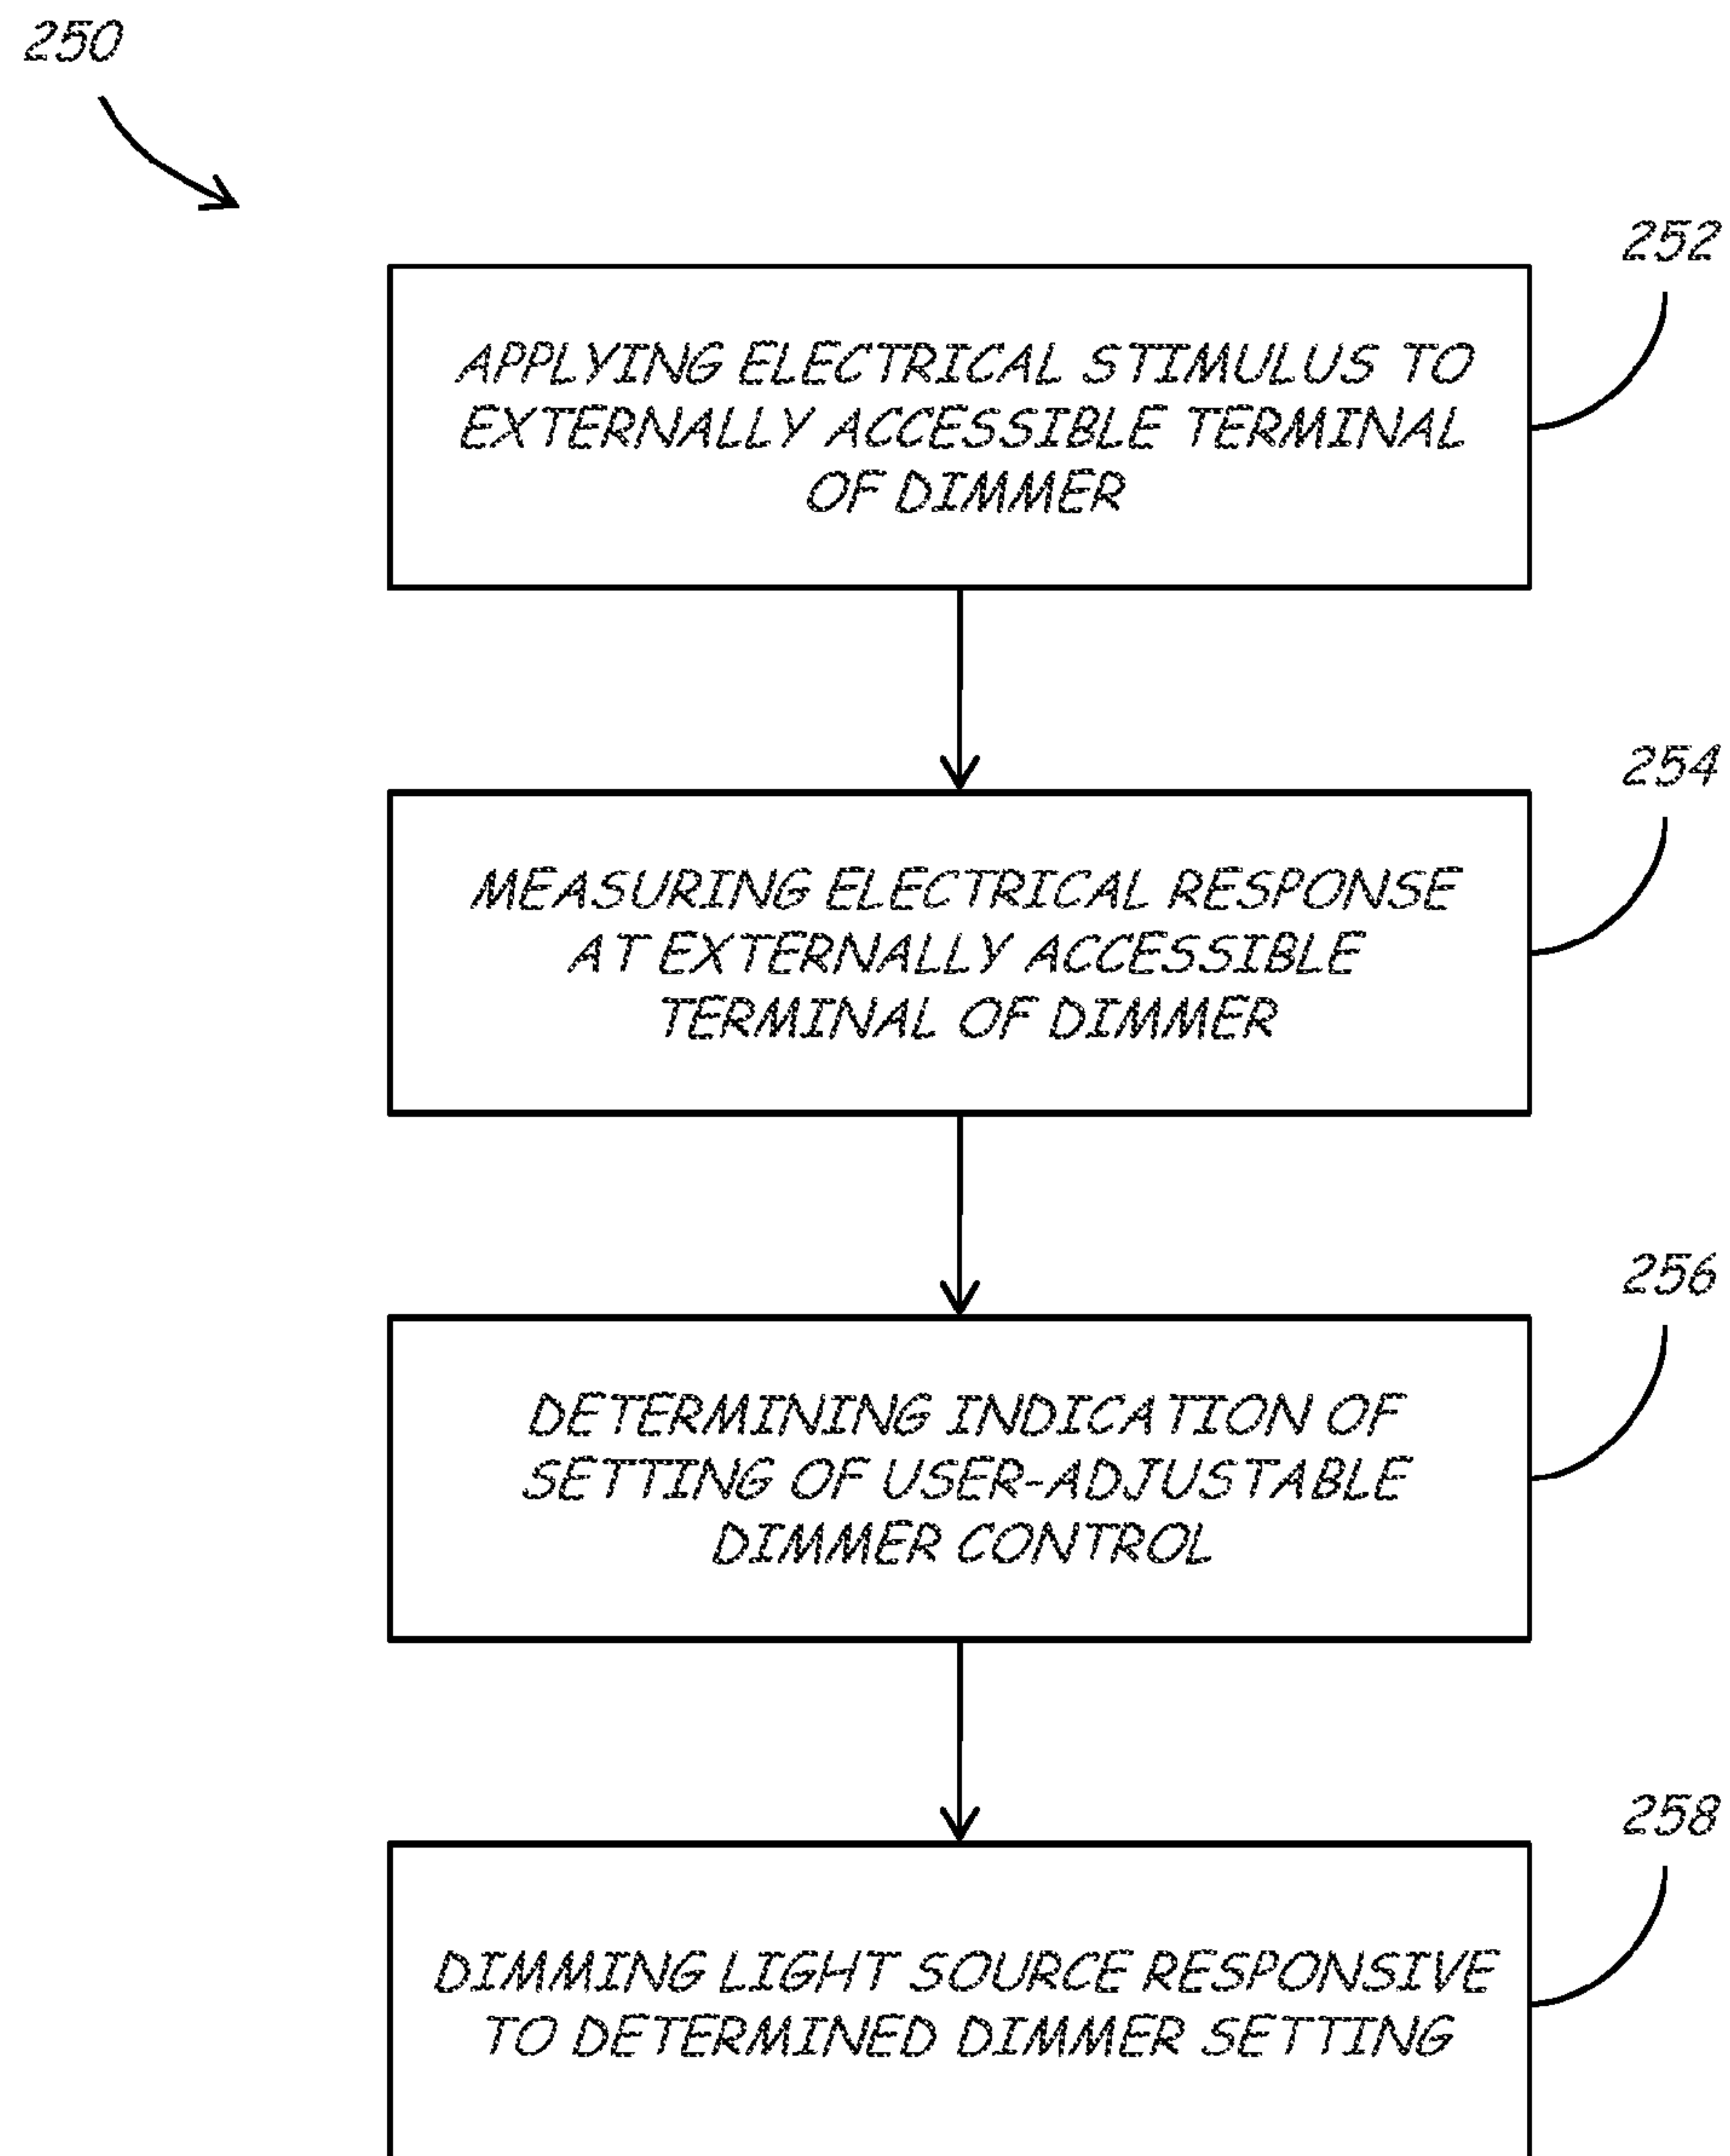 250
252
APPLYING ELECTRICAL STIMULUS TO
EXTERNALLY ACCESSIBLE TERMINAL
OF DIMMER
254
MEASURING ELECTRICAL RESPONSE
AT EXTERNALLY ACCESSIBLE
TERMINAL OF DIMMER
256
DETERMINING INDICATION OF
SETTING OF USER-ADJUSTABLE
DIMMER CONTROL
258
DIMMING LIGHT SOURCE RESPONSIVE
TO DETERMINED DIMMER SETTING